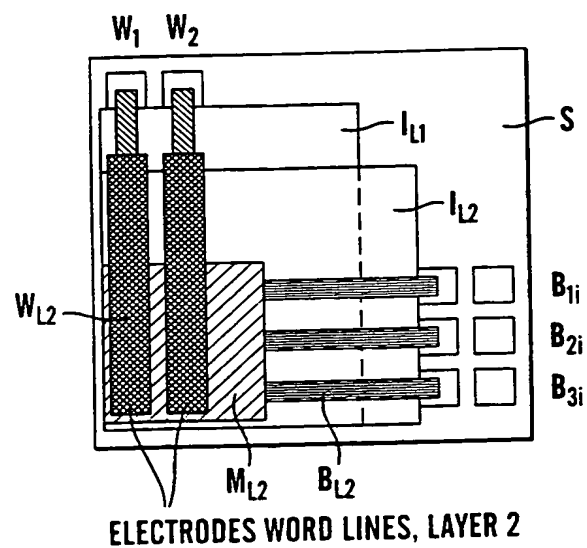 W1 W2
IL1
S
IL2
B1i
WL2
B2i
B3i
ML2 BL2
ELECTRODES WORD LINES, LAYER 2